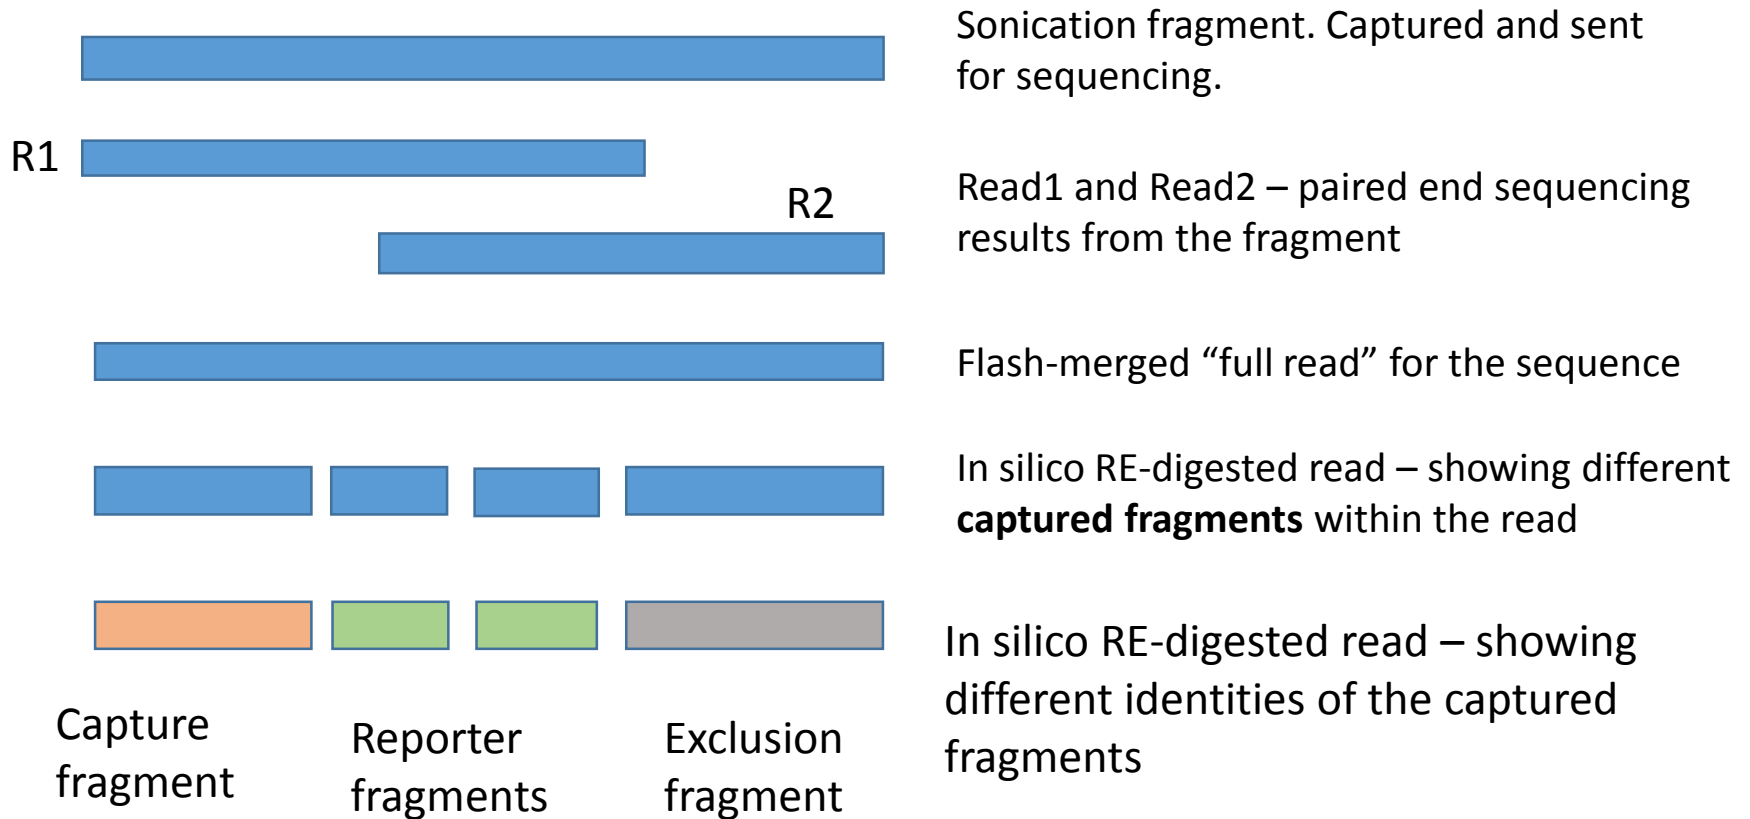 Sonication fragment. Captured and sent
for sequencing.
R1
R2
Read1 and Read2 – paired end sequencing
results from the fragment
Flash-merged “full read” for the sequence
In silico RE-digested read – showing different
captured fragments within the read
In silico RE-digested read – showing
different identities of the captured
fragments
Capture
fragment
Reporter
fragments
Exclusion
fragment